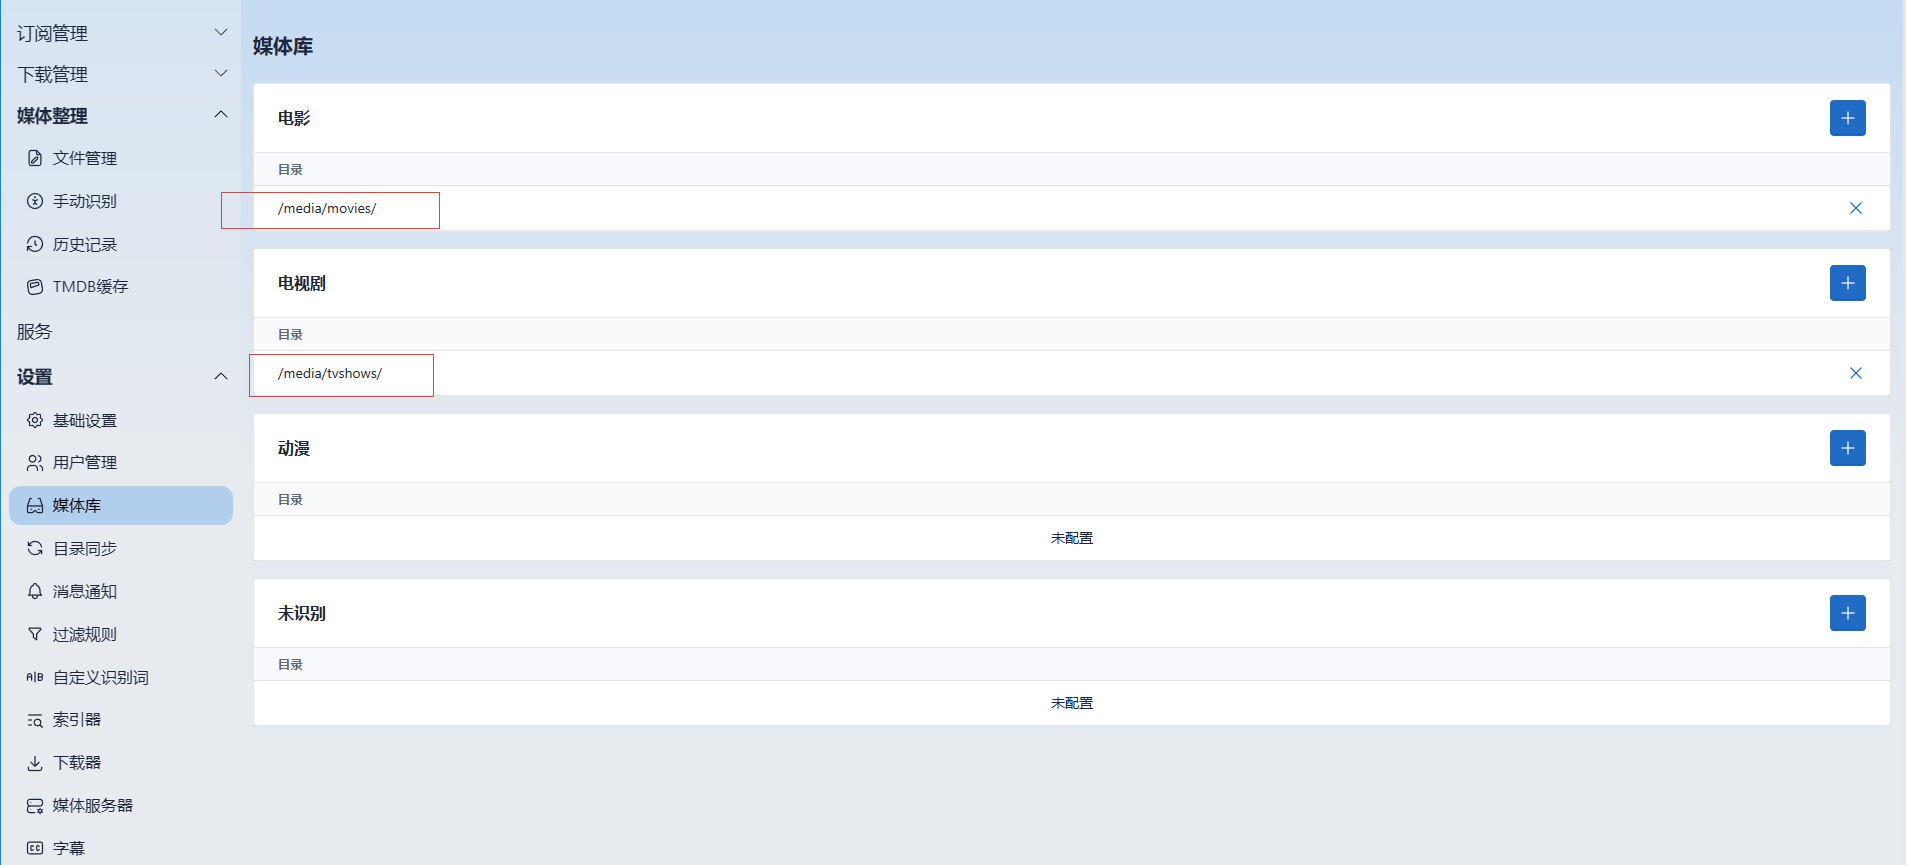 订阅管理
下载管理
媒体整理
文件管理
手动识别
历史记录
TMDB缓存
服务
设置
基础设置
用户管理
媒体库
目录同步
消息通知
过滤规则
A|B 自定义识别词
索引器
下载器
媒体服务器
CC 字幕
媒体库
电影
目录
/media/movies/
电视剧
目录
/media/tvshows/
动漫
目录
未配置
未识别
目录
未配置